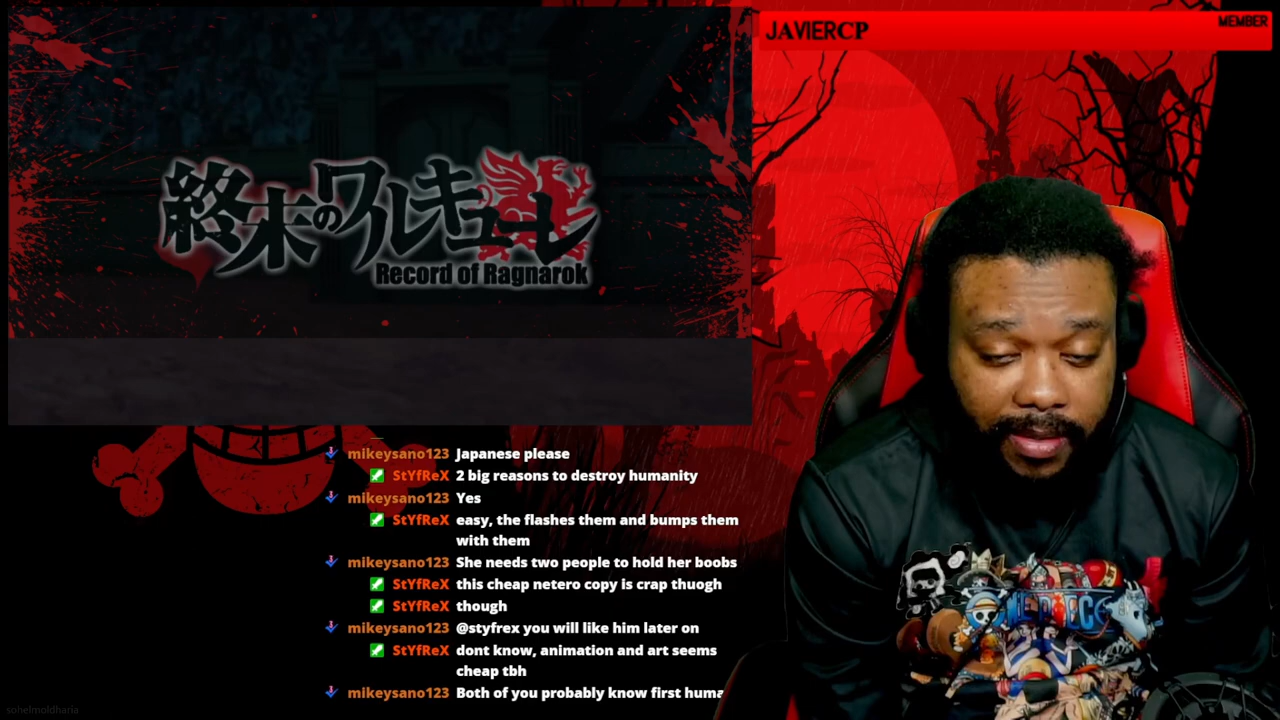 JAVIERCP
MEMBER
終末のワルキューレ
Record of Ragnarok
mikeysano123 Japanese please
StYfReX 2 big reasons to destroy humanity
mikeysano123 Yes
StYfReX easy, the flashes them and bumps them
with them
mikeysano123 She needs two people to hold her boobs
StYfReX this cheap netero copy is crap thuogh
StYfReX though
mikeysano123 @styfrex you will like him later on
StYfReX dont know, animation and art seems
cheap tbh
mikeysano123 Both of you probably know first huma
ONE PIECE
sohelmoldharia